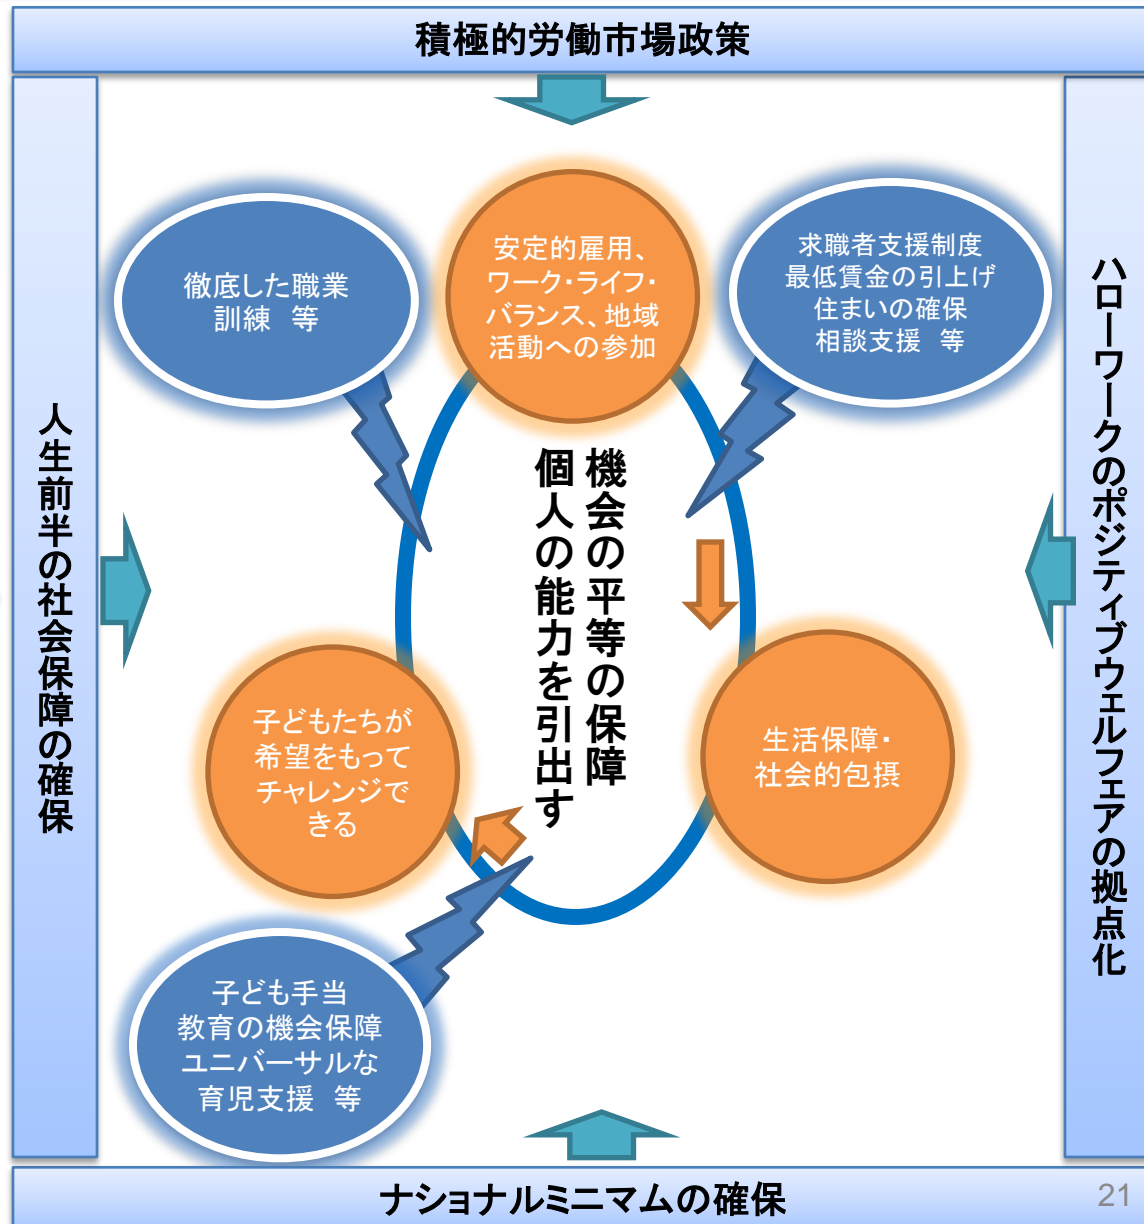 積極的労働市場政策
人生前半の社会保障の確保
ハローワークのポジティブウェルフェアの拠点化
徹底した職業
訓練　等
安定的雇用、
ワーク・ライフ・
バランス、地域
活動への参加
求職者支援制度
最低賃金の引上げ
住まいの確保
相談支援　等
機会の平等の保障
個人の能力を引出す
子どもたちが
希望をもって
チャレンジで
きる
生活保障・
社会的包摂
子ども手当
教育の機会保障
ユニバーサルな
育児支援　等
ナショナルミニマムの確保
21